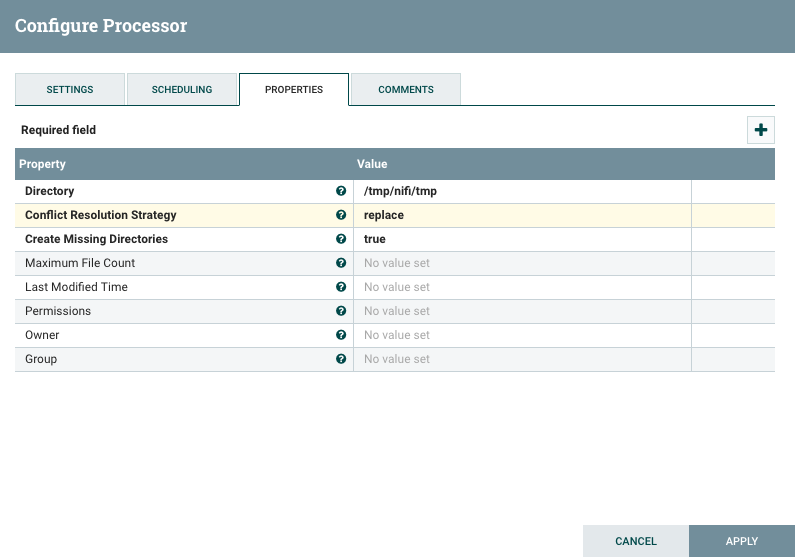 Configure Processor
SETTINGS SCHEDULING PROPERTIES COMMENTS
Required field
Property Value
Directory /tmp/nifi/tmp
Conflict Resolution Strategy replace
Create Missing Directories true
Maximum File Count No value set
Last Modified Time No value set
Permissions No value set
Owner No value set
Group No value set
CANCEL APPLY